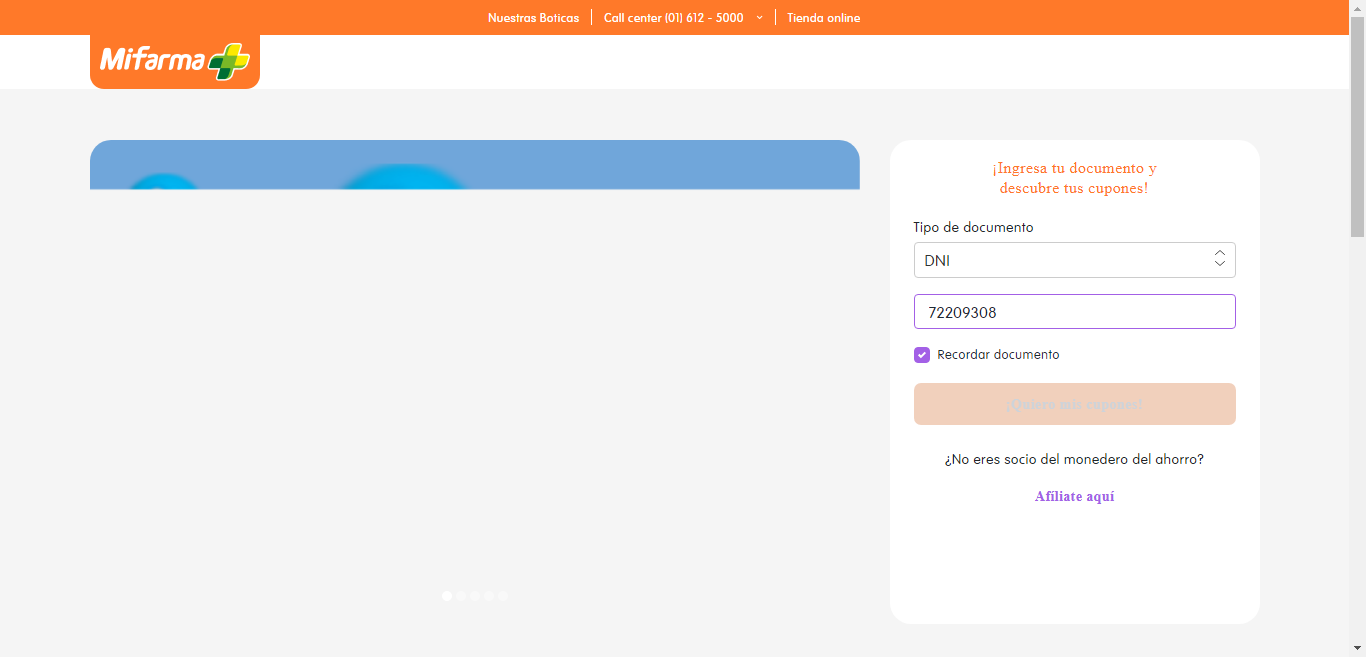 Nuestras Boticas
Call center (01) 612 - 5000
Tienda online
Mifarma
¡Ingresa tu documento y
descubre tus cupones!
Tipo de documento
DNI
72209308
Recordar documento
¡Quiero mis cupones!
¿No eres socio del monedero del ahorro?
Afíliate aquí